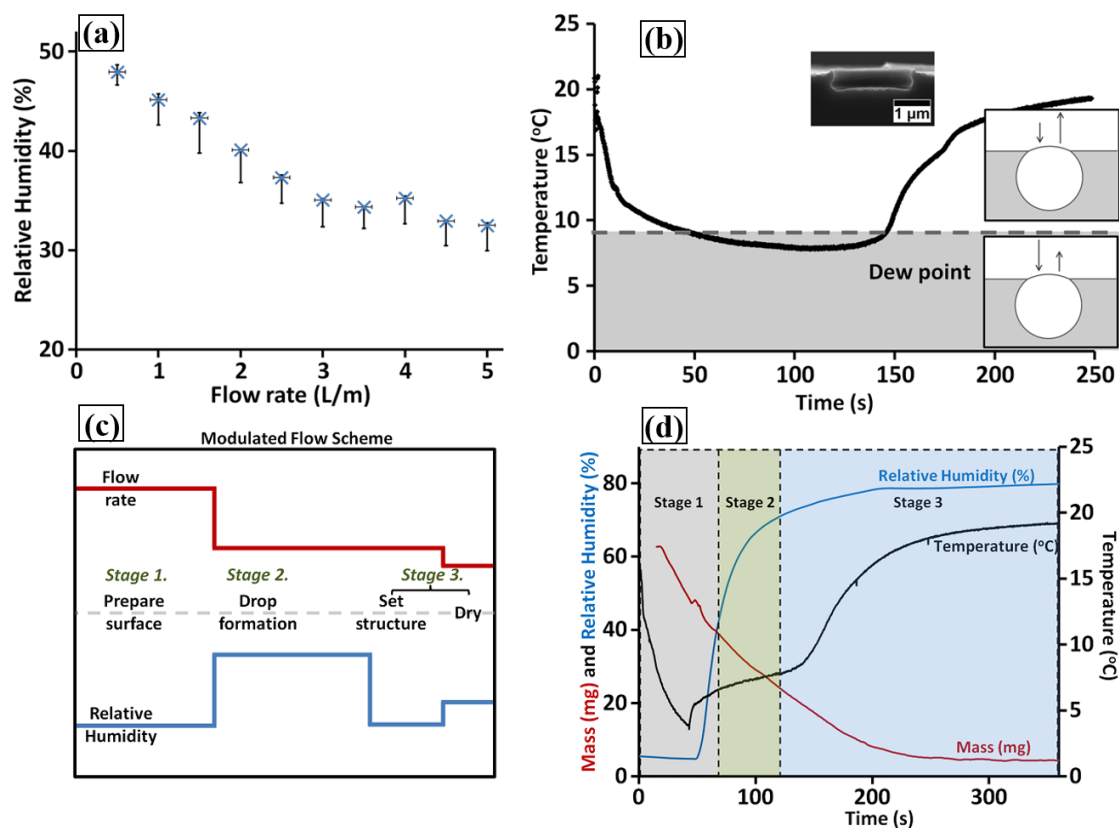 (a)
50
40
30
20
0
1
2
3
4
5
Relative Humidity (%)
Flow rate (L/m)
(b)
25
20
15
10
5
0
0
50
100
150
200
250
Temperature (°C)
Time (s)
1 µm
Dew point
(c)
Modulated Flow Scheme
Flow
rate
Stage 1.
Stage 2.
Stage 3.
Prepare
surface
Drop
formation
Set
structure
Dry
Relative
Humidity
(d)
80
60
40
20
0
0
100
200
300
25
20
15
10
5
0
Mass (mg) and Relative Humidity (%)
Temperature (°C)
Time (s)
Stage 1
Stage 2
Stage 3
Relative Humidity (%)
Temperature (°C)
Mass (mg)